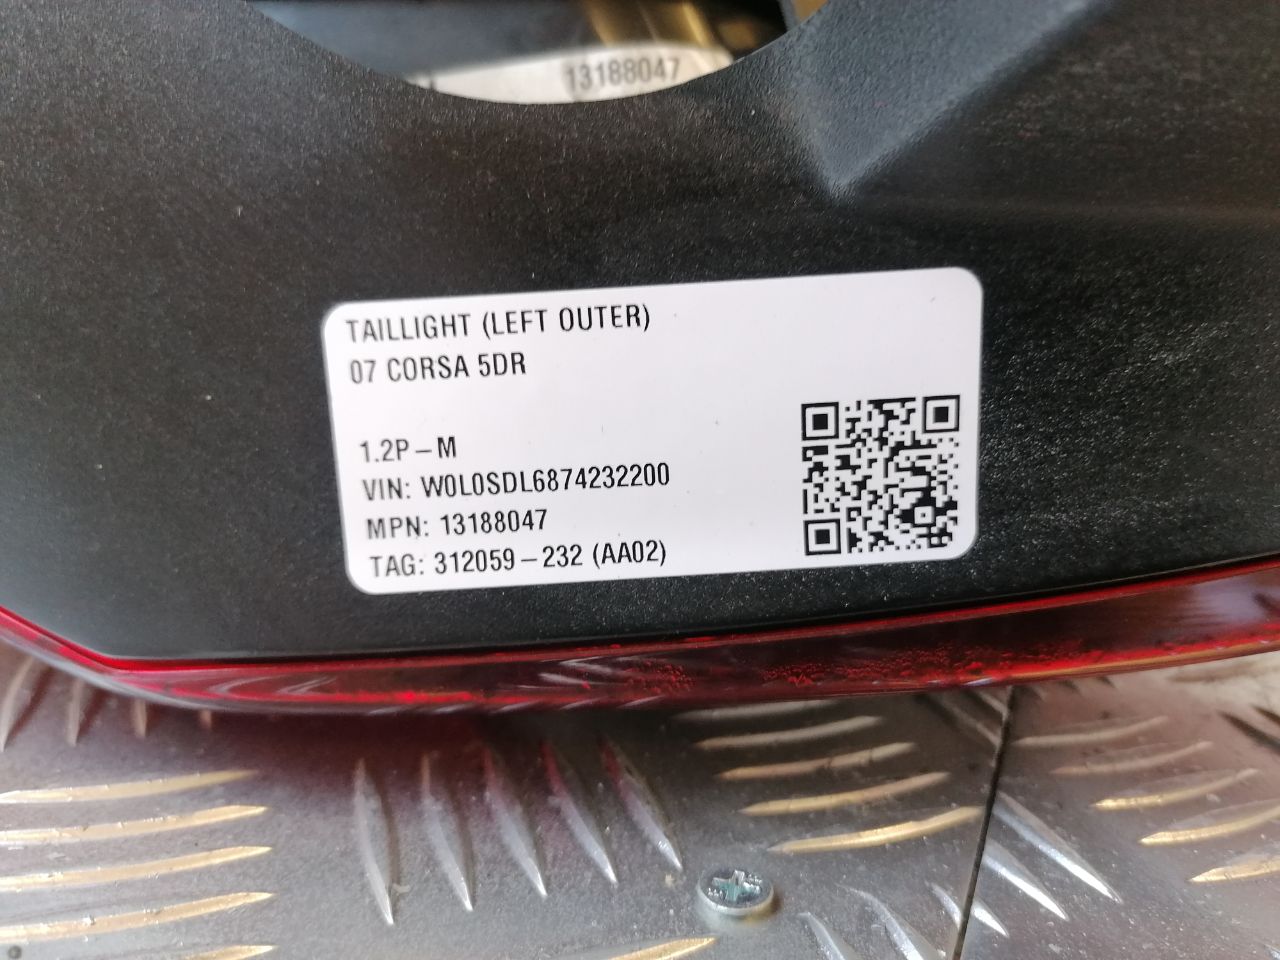 13188047
TAILLIGHT (LEFT OUTER)
07 CORSA 5DR
1.2P – M
VIN: W0L0SDL6874232200
MPN: 13188047
TAG: 312059 – 232 (AA02)